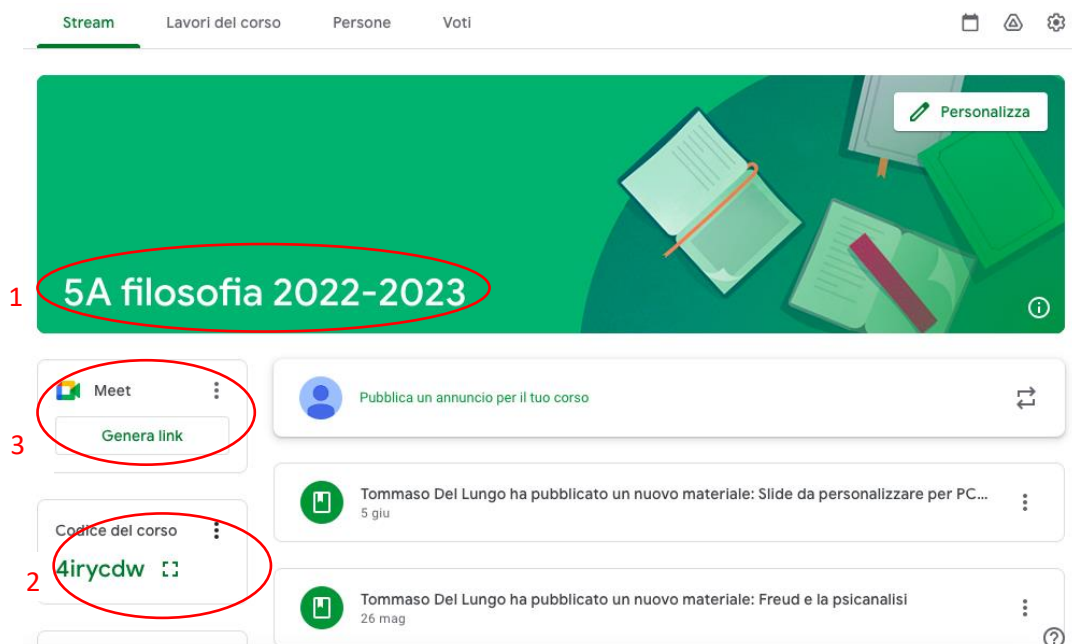 Stream Lavori del corso Persone Voti
Personalizza
1 5A filosofia 2022-2023
Meet
Genera link
3
Codice del corso
4irycdw
2
Pubblica un annuncio per il tuo corso
Tommaso Del Lungo ha pubblicato un nuovo materiale: Slide da personalizzare per PC...
5 giu
Tommaso Del Lungo ha pubblicato un nuovo materiale: Freud e la psicanalisi
26 mag